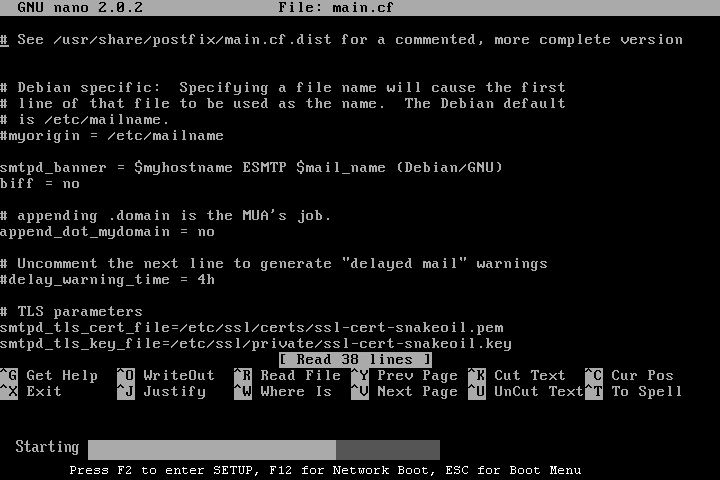 GNU nano 2.0.2 File: main.cf
# See /usr/share/postfix/main.cf.dist for a commented, more complete version
# Debian specific:  Specifying a file name will cause the first
# line of that file to be used as the name.  The Debian default
# is /etc/mailname.
#myorigin = /etc/mailname
smtpd_banner = $myhostname ESMTP $mail_name (Debian/GNU)
biff = no
# appending .domain is the MUA's job.
append_dot_mydomain = no
# Uncomment the next line to generate "delayed mail" warnings
#delay_warning_time = 4h
# TLS parameters
smtpd_tls_cert_file=/etc/ssl/certs/ssl-cert-snakeoil.pem
smtpd_tls_key_file=/etc/ssl/private/ssl-cert-snakeoil.key
[ Read 38 lines ]
^G Get Help ^O WriteOut ^R Read File ^Y Prev Page ^K Cut Text ^C Cur Pos
^X Exit ^J Justify ^W Where Is ^V Next Page ^U UnCut Text ^T To Spell
Starting
Press F2 to enter SETUP, F12 for Network Boot, ESC for Boot Menu